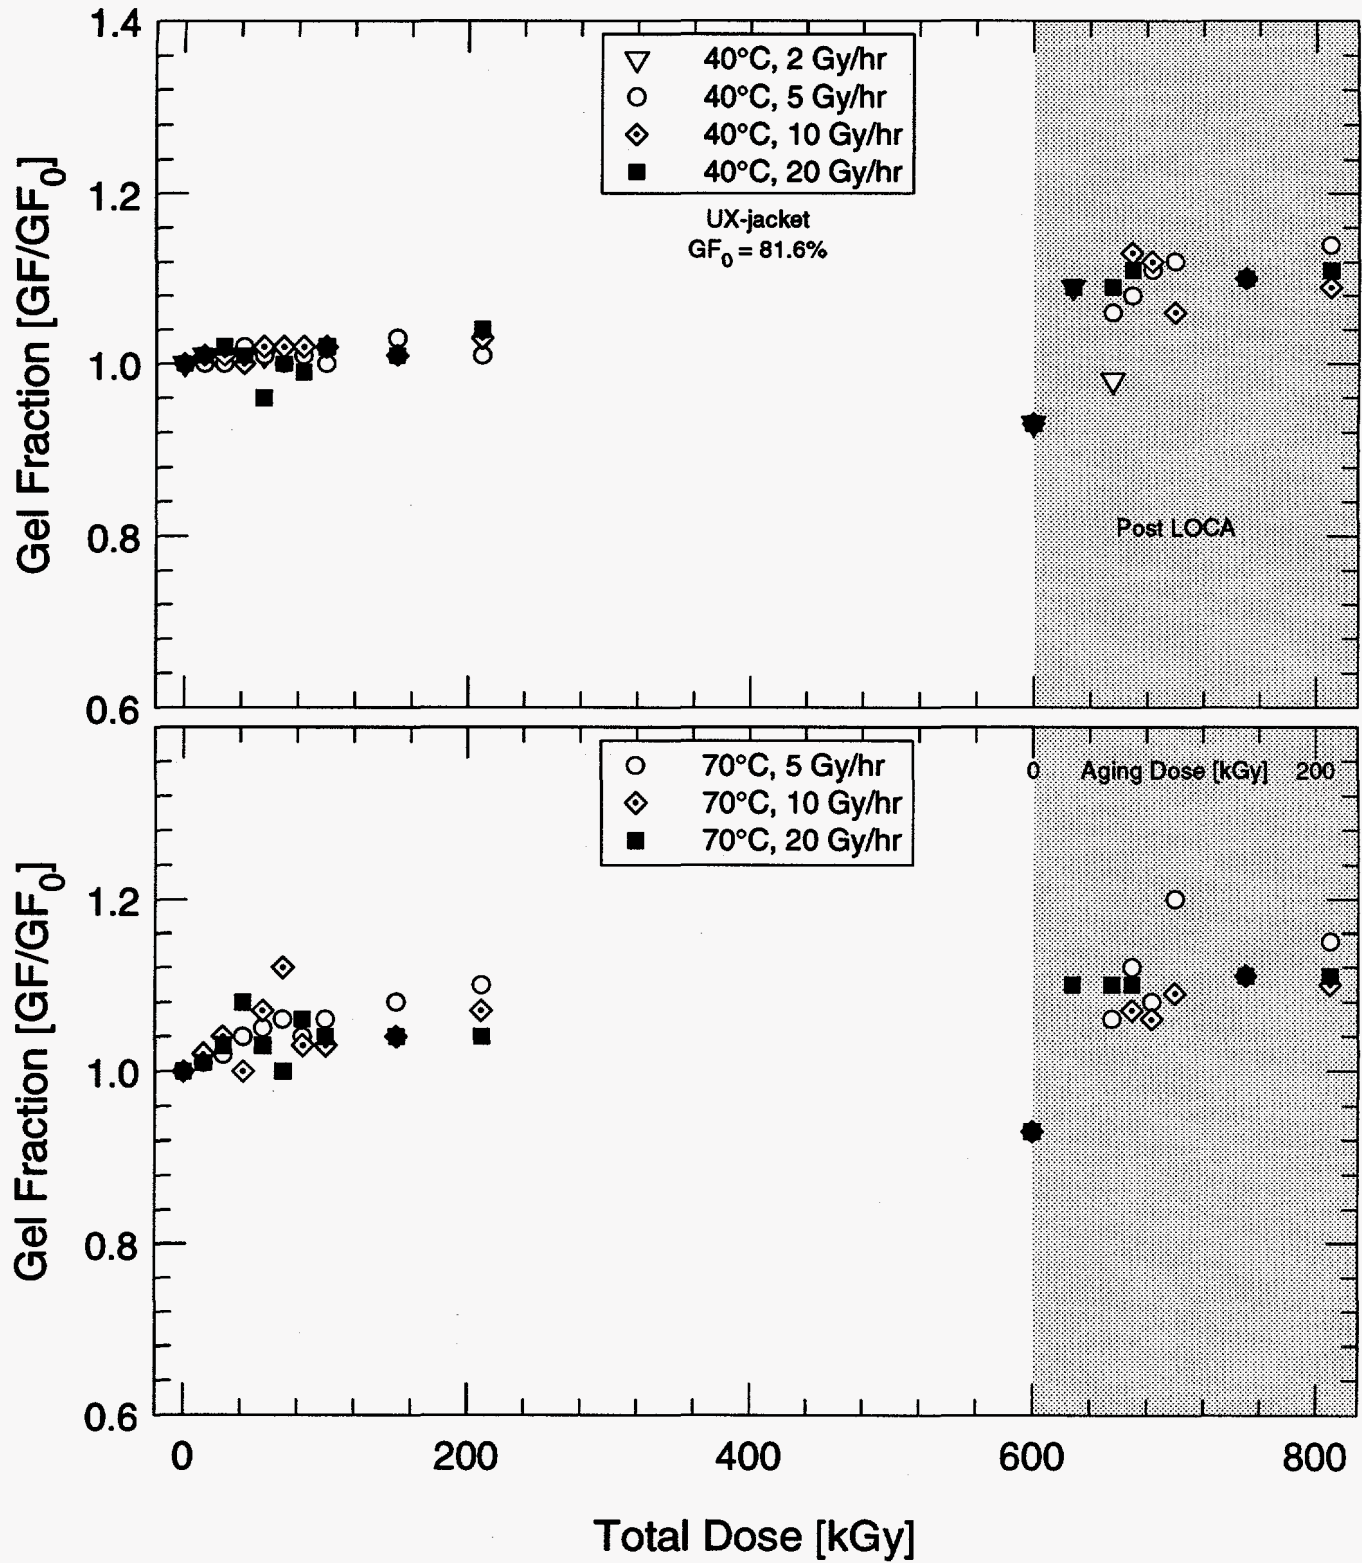 1.4
1.2
1.0
0.8
0.6
Gel Fraction [GF/GF₀]
40°C, 2 Gy/hr
40°C, 5 Gy/hr
40°C, 10 Gy/hr
40°C, 20 Gy/hr
UX-jacket
GF₀ = 81.6%
Post LOCA
70°C, 5 Gy/hr
70°C, 10 Gy/hr
70°C, 20 Gy/hr
0 Aging Dose [kGy] 200
1.2
1.0
0.8
0.6
Gel Fraction [GF/GF₀]
0 200 400 600 800
Total Dose [kGy]